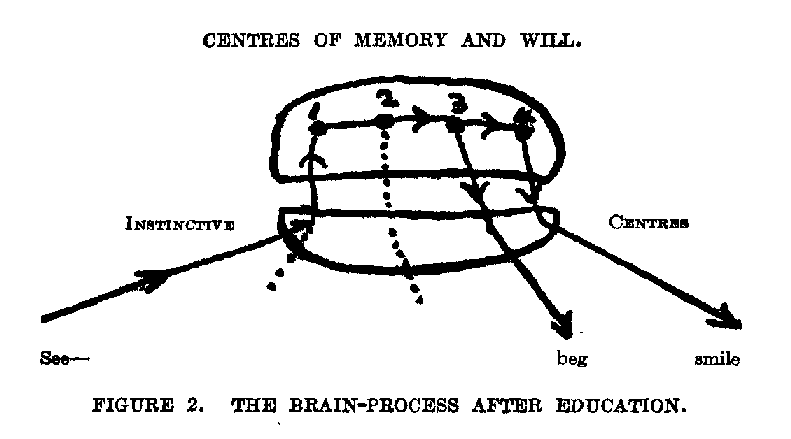 CENTRES OF MEMORY AND WILL.
1 2 3 4
INSTINCTIVE CENTRES
See— beg smile
FIGURE 2. THE BRAIN-PROCESS AFTER EDUCATION.